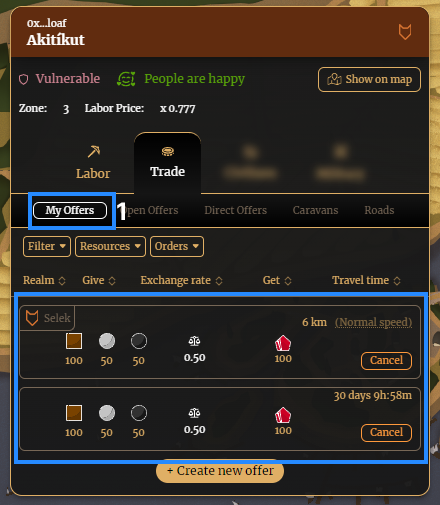 0x...loaf
Akitíkut
Vulnerable People are happy Show on map
Zone: 3 Labor Price: x 0.777
Labor Trade
My Offers 1 Open Offers Direct Offers Caravans Roads
Filter Resources Orders
Realm Give Exchange rate Get Travel time
Selek 6 km (Normal speed)
100 50 50 0.50 100 Cancel
30 days 9h:58m
100 50 50 0.50 100 Cancel
+ Create new offer